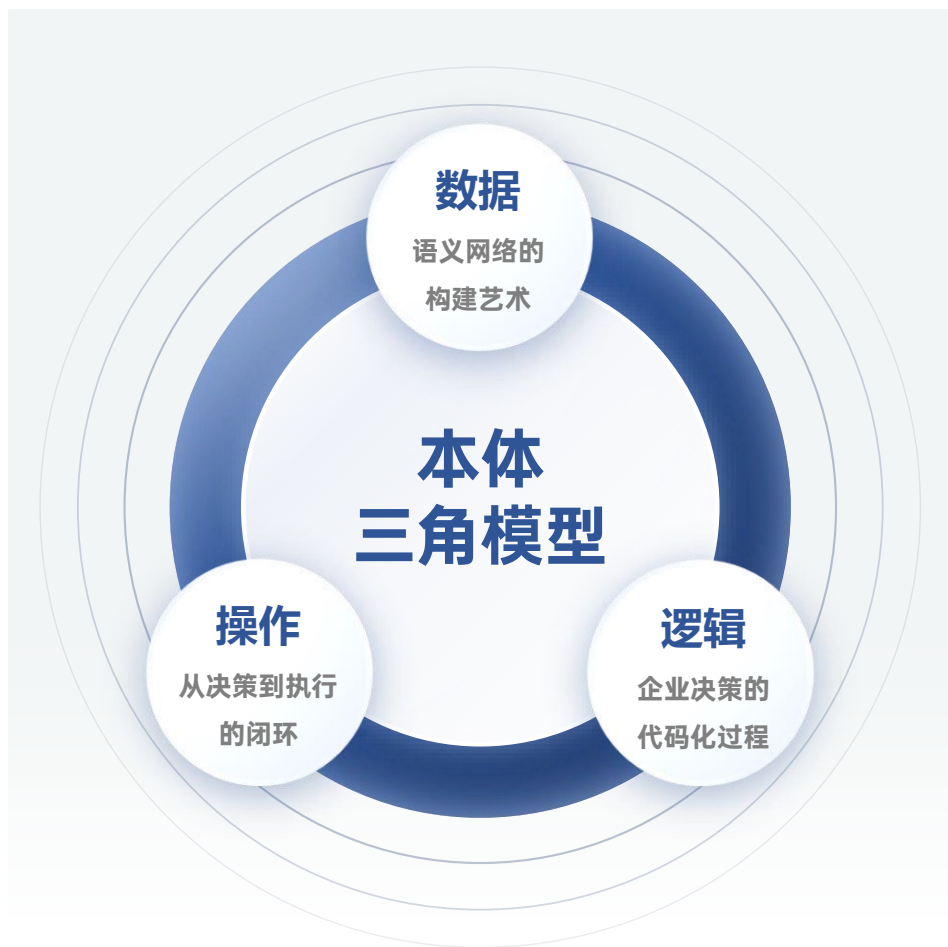 数据
语义网络的
构建艺术
本体
三角模型
操作
从决策到执行
的闭环
逻辑
企业决策的
代码化过程